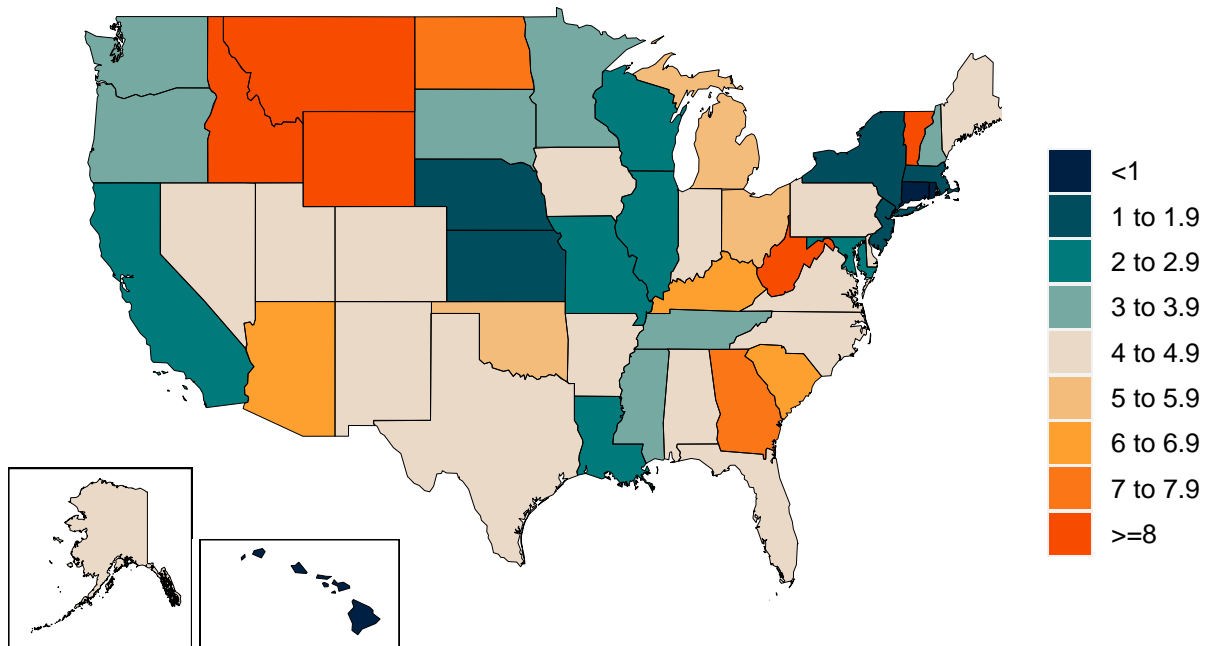 <1
1 to 1.9
2 to 2.9
3 to 3.9
4 to 4.9
5 to 5.9
6 to 6.9
7 to 7.9
>=8